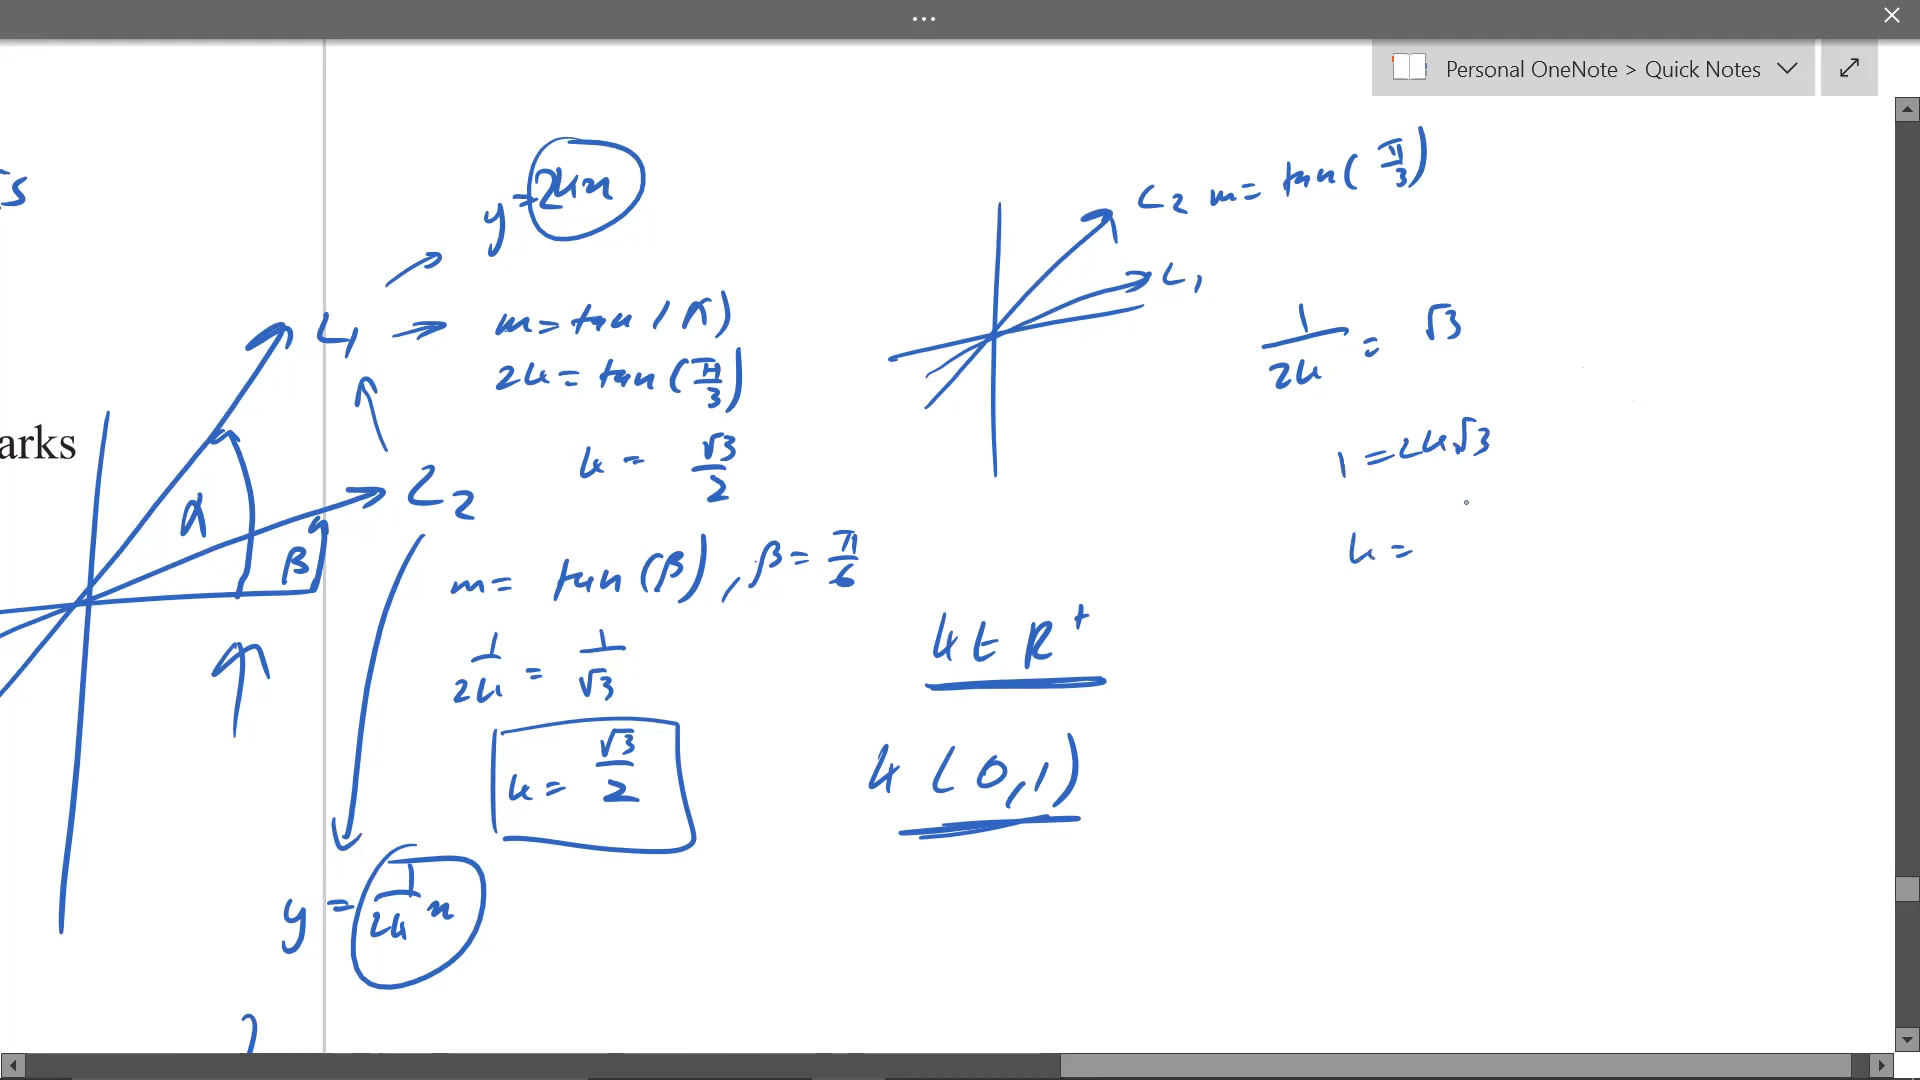 ...
Personal OneNote > Quick Notes
s
arks
y = 2kx
m = tan(α)
2k = tan(π/3)
k = √3/2
L1
L2
α
β
m = tan(β), β = π/6
1/2k = 1/√3
k = √3/2
y = 1/2k x
k ∈ R⁺
k (0,1)
L2 m = tan(π/3)
L1
1/2k = √3
1 = 2k√3
k =